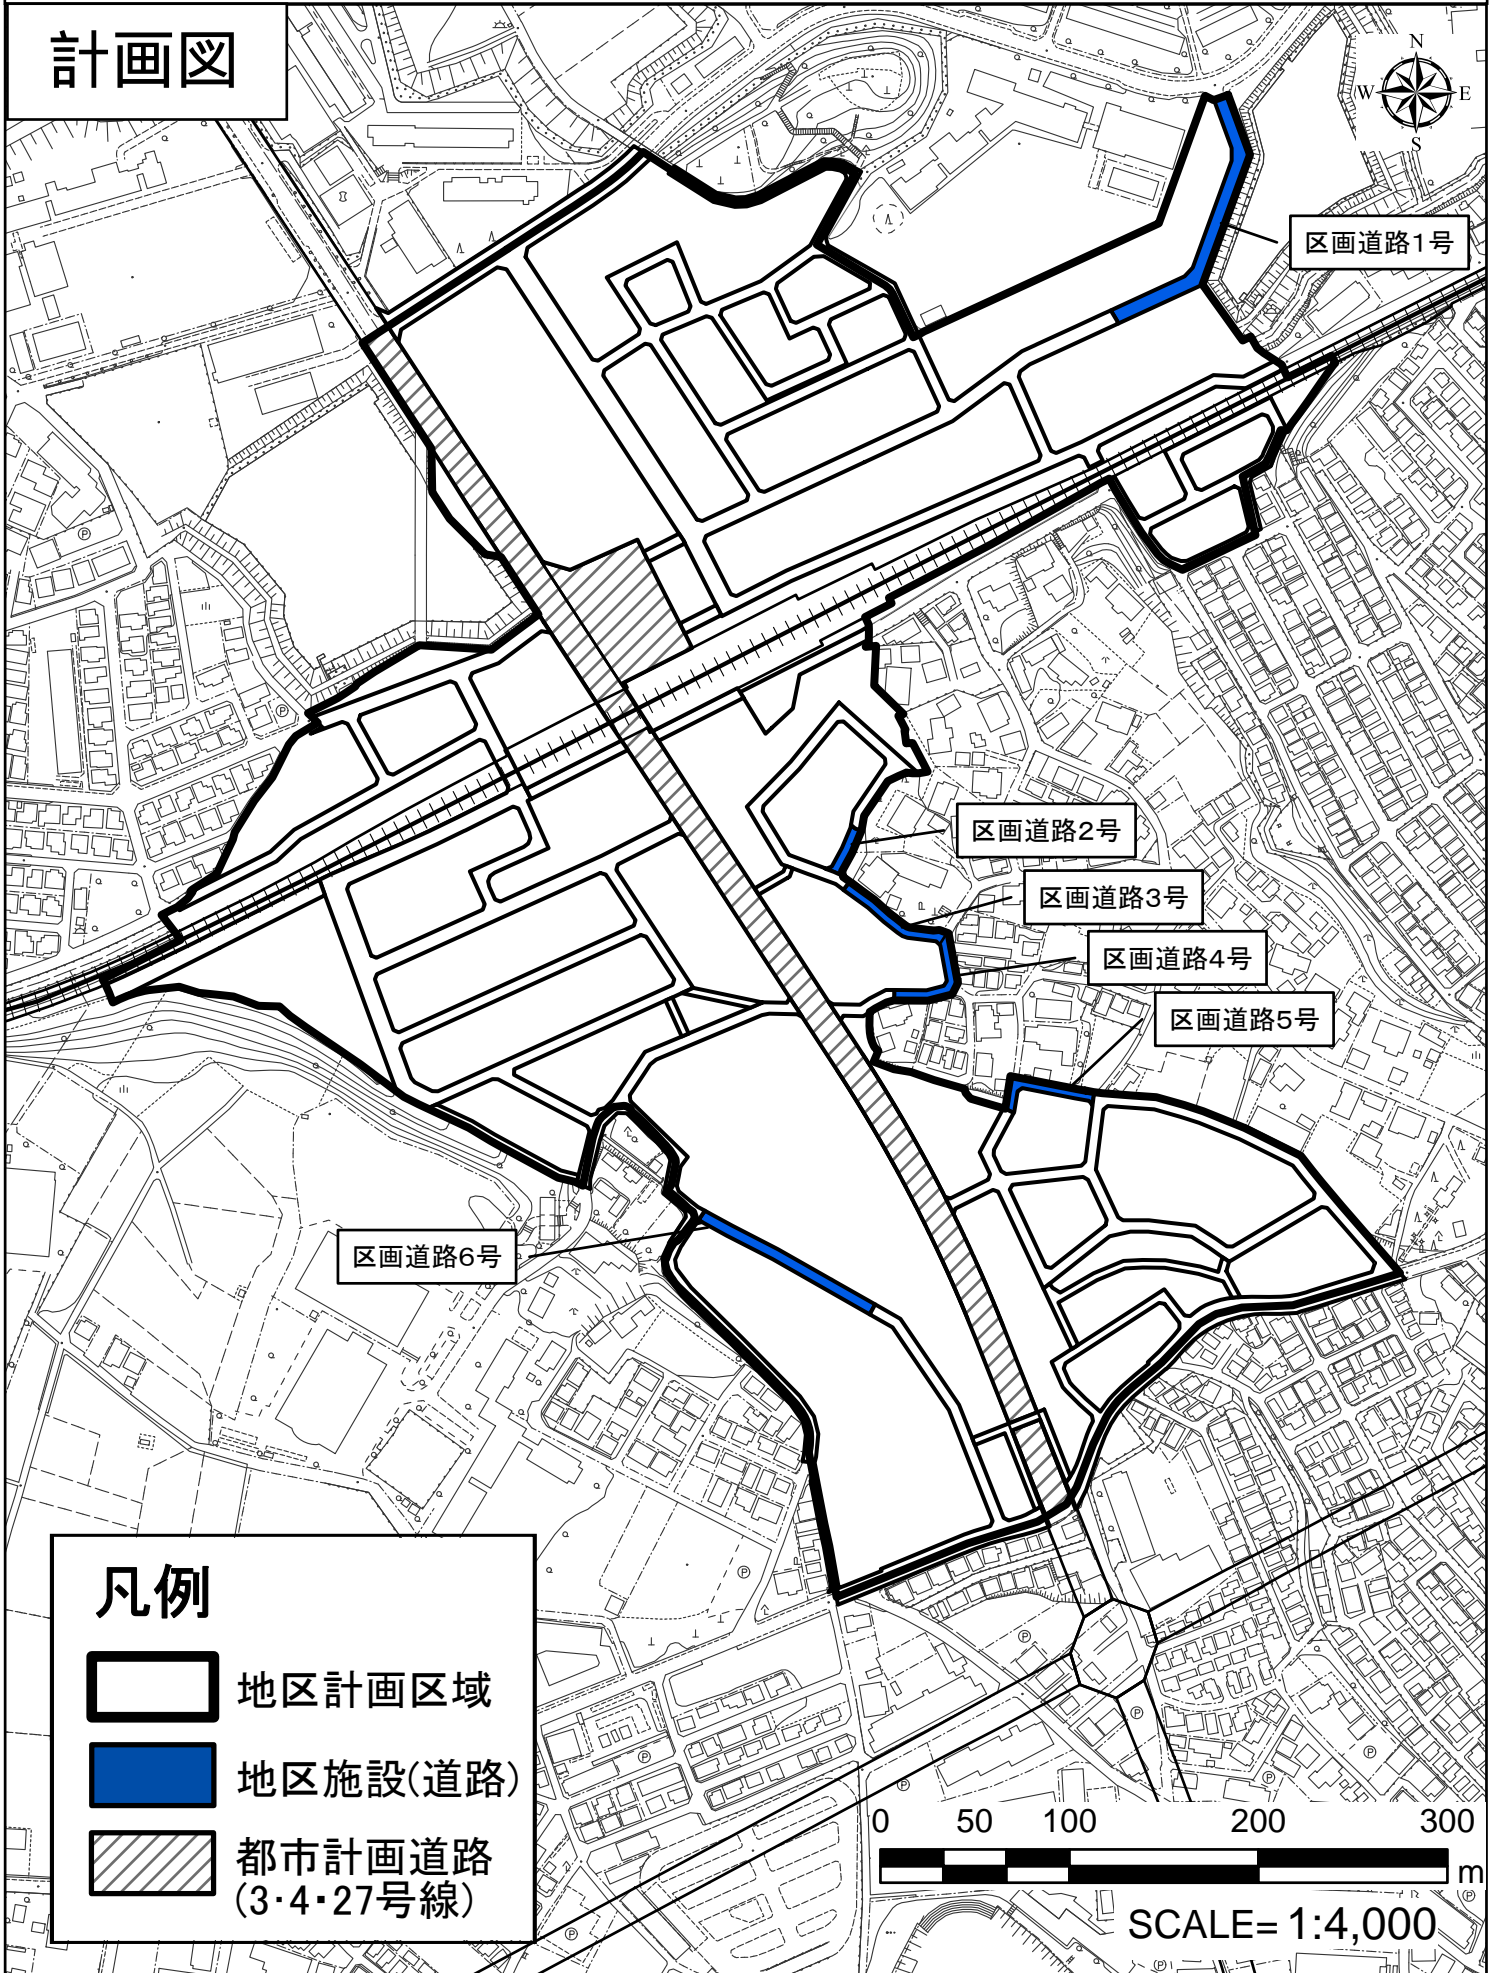 計画図
N
W E
S
区画道路1号
区画道路2号
区画道路3号
区画道路4号
区画道路5号
区画道路6号
凡例
地区計画区域
地区施設(道路)
都市計画道路
(3・4・27号線)
0 50 100 200 300
m
SCALE= 1:4,000